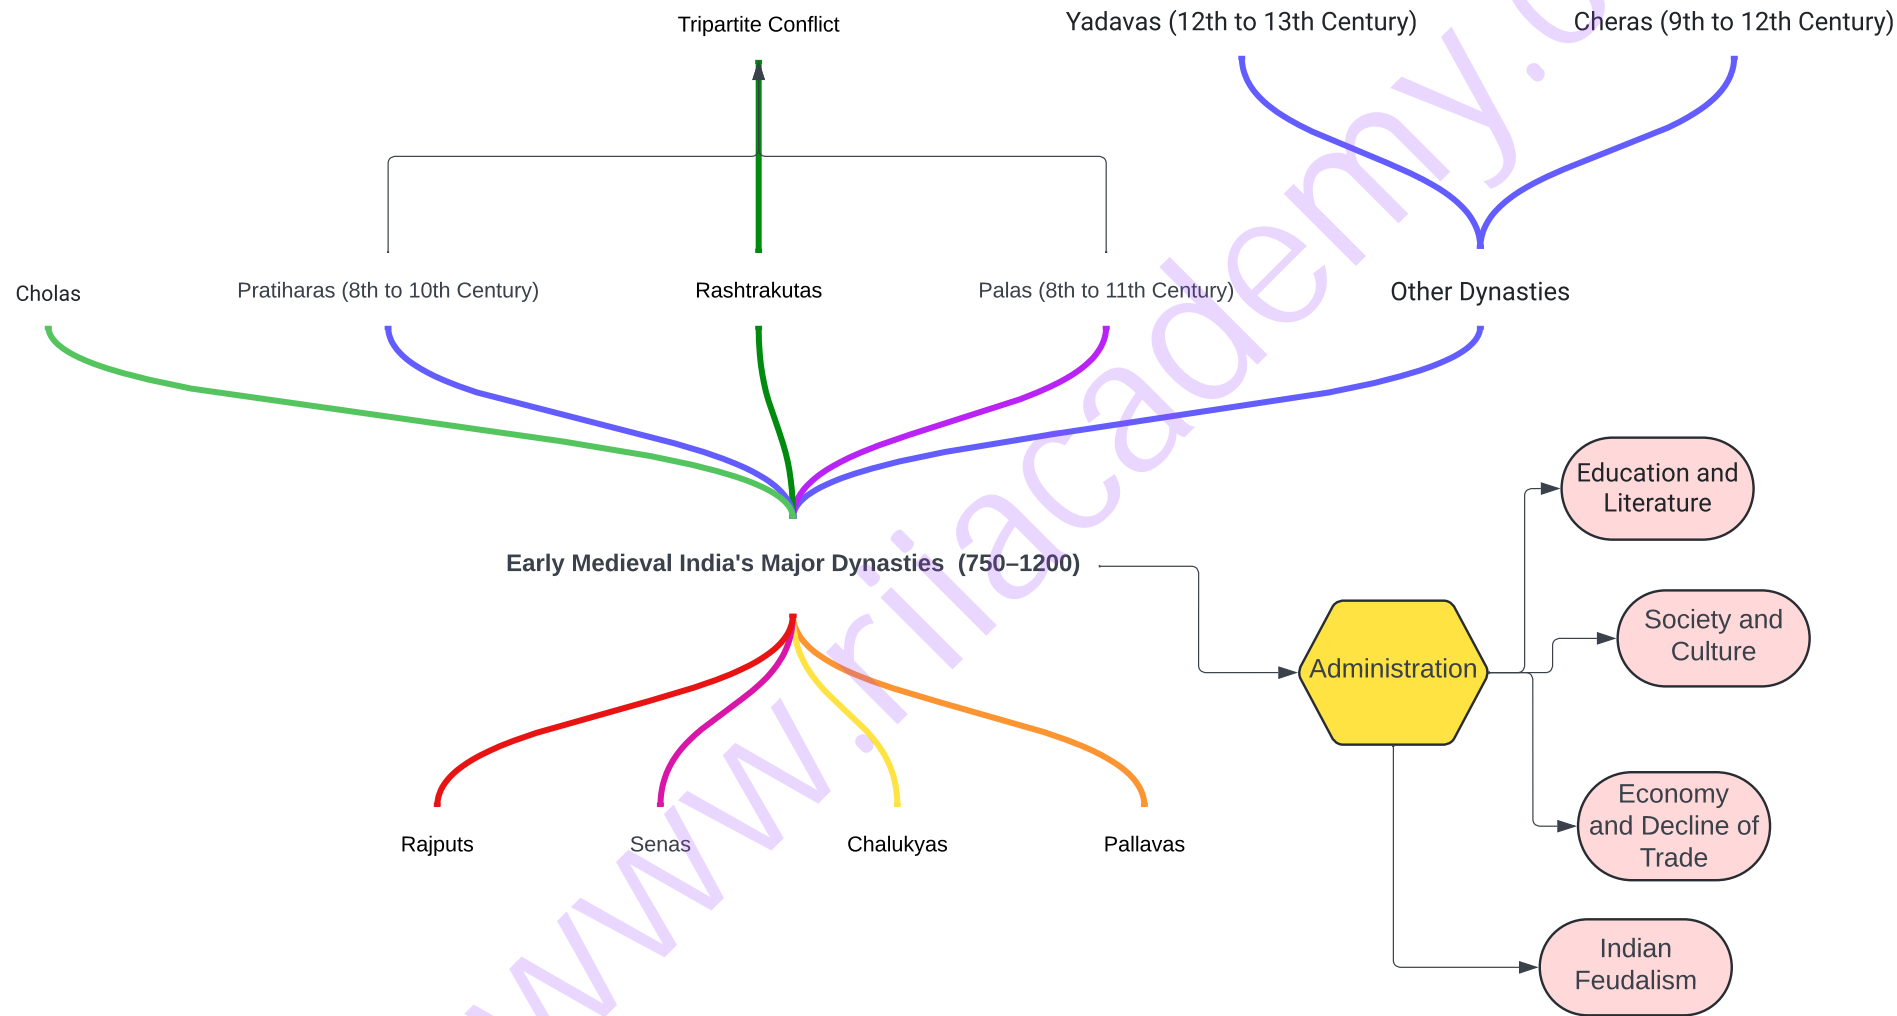 Tripartite Conflict
Yadavas (12th to 13th Century)
Cheras (9th to 12th Century)
Cholas
Pratiharas (8th to 10th Century)
Rashtrakutas
Palas (8th to 11th Century)
Other Dynasties
Early Medieval India's Major Dynasties (750–1200)
Education and
Literature
Society and
Culture
Administration
Economy
and Decline of
Trade
Indian
Feudalism
Rajputs
Senas
Chalukyas
Pallavas